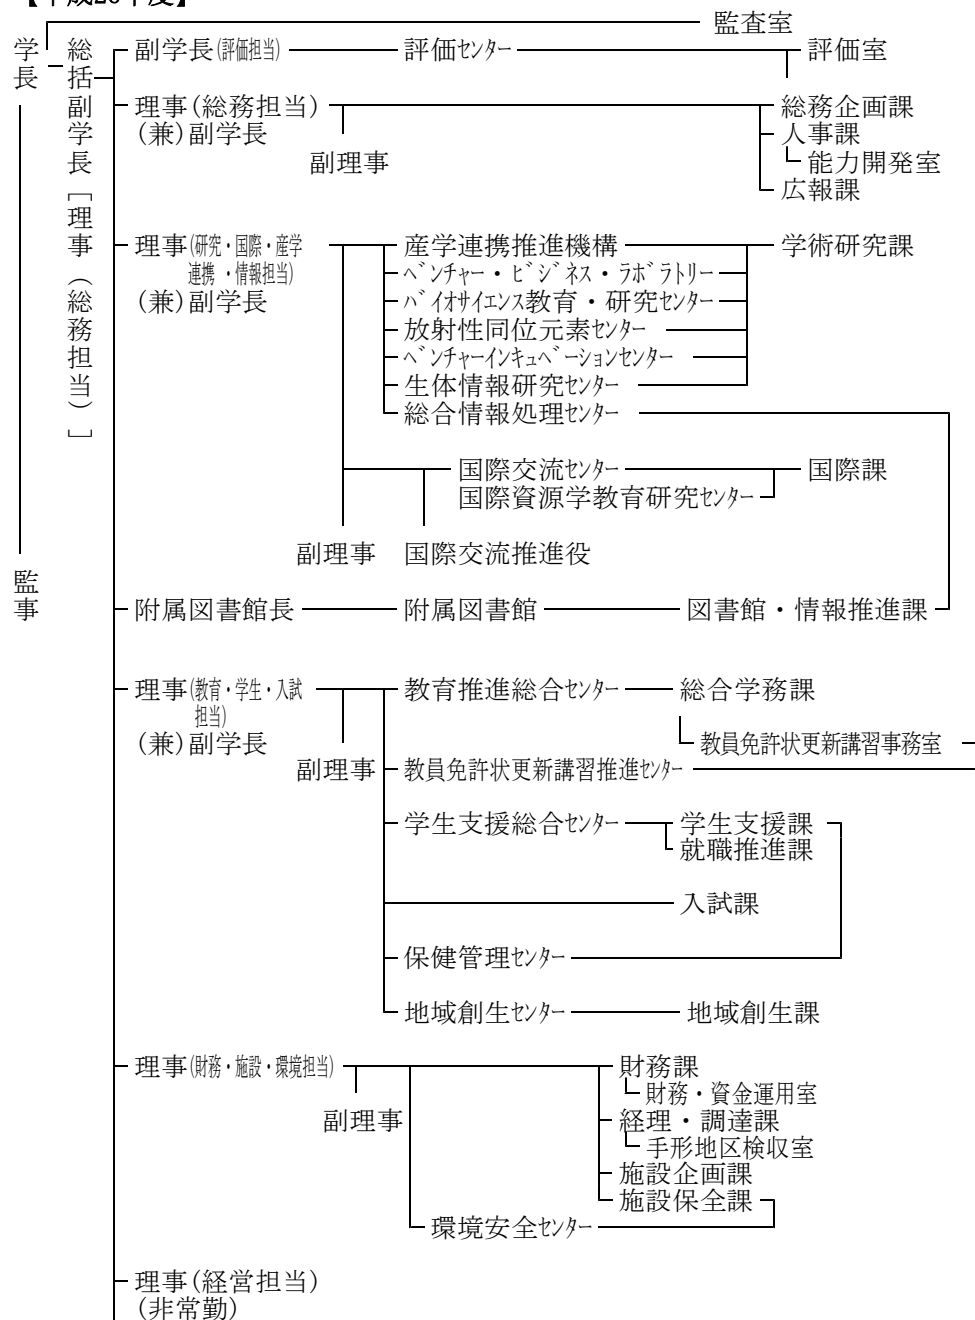 監査室
学長
総括副学長［理事（総務担当）］
監事
副学長(評価担当) 評価センター 評価室
理事(総務担当) 総務企画課
(兼)副学長 人事課
副理事 能力開発室
広報課
理事(研究・国際・産学 産学連携推進機構 学術研究課
連携・情報担当) ベンチャー・ビジネス・ラボラトリー
(兼)副学長 バイオサイエンス教育・研究センター
放射性同位元素センター
ベンチャーインキュベーションセンター
生体情報研究センター
総合情報処理センター
国際交流センター 国際課
国際資源学教育研究センター
副理事 国際交流推進役
附属図書館長 附属図書館 図書館・情報推進課
理事(教育・学生・入試 教育推進総合センター 総合学務課
担当)
(兼)副学長 教員免許状更新講習事務室
副理事 教員免許状更新講習推進センター
学生支援総合センター 学生支援課
就職推進課
入試課
保健管理センター
地域創生センター 地域創生課
理事(財務・施設・環境担当) 財務課
財務・資金運用室
副理事 経理・調達課
手形地区検収室
施設企画課
施設保全課
環境安全センター
理事(経営担当)
(非常勤)